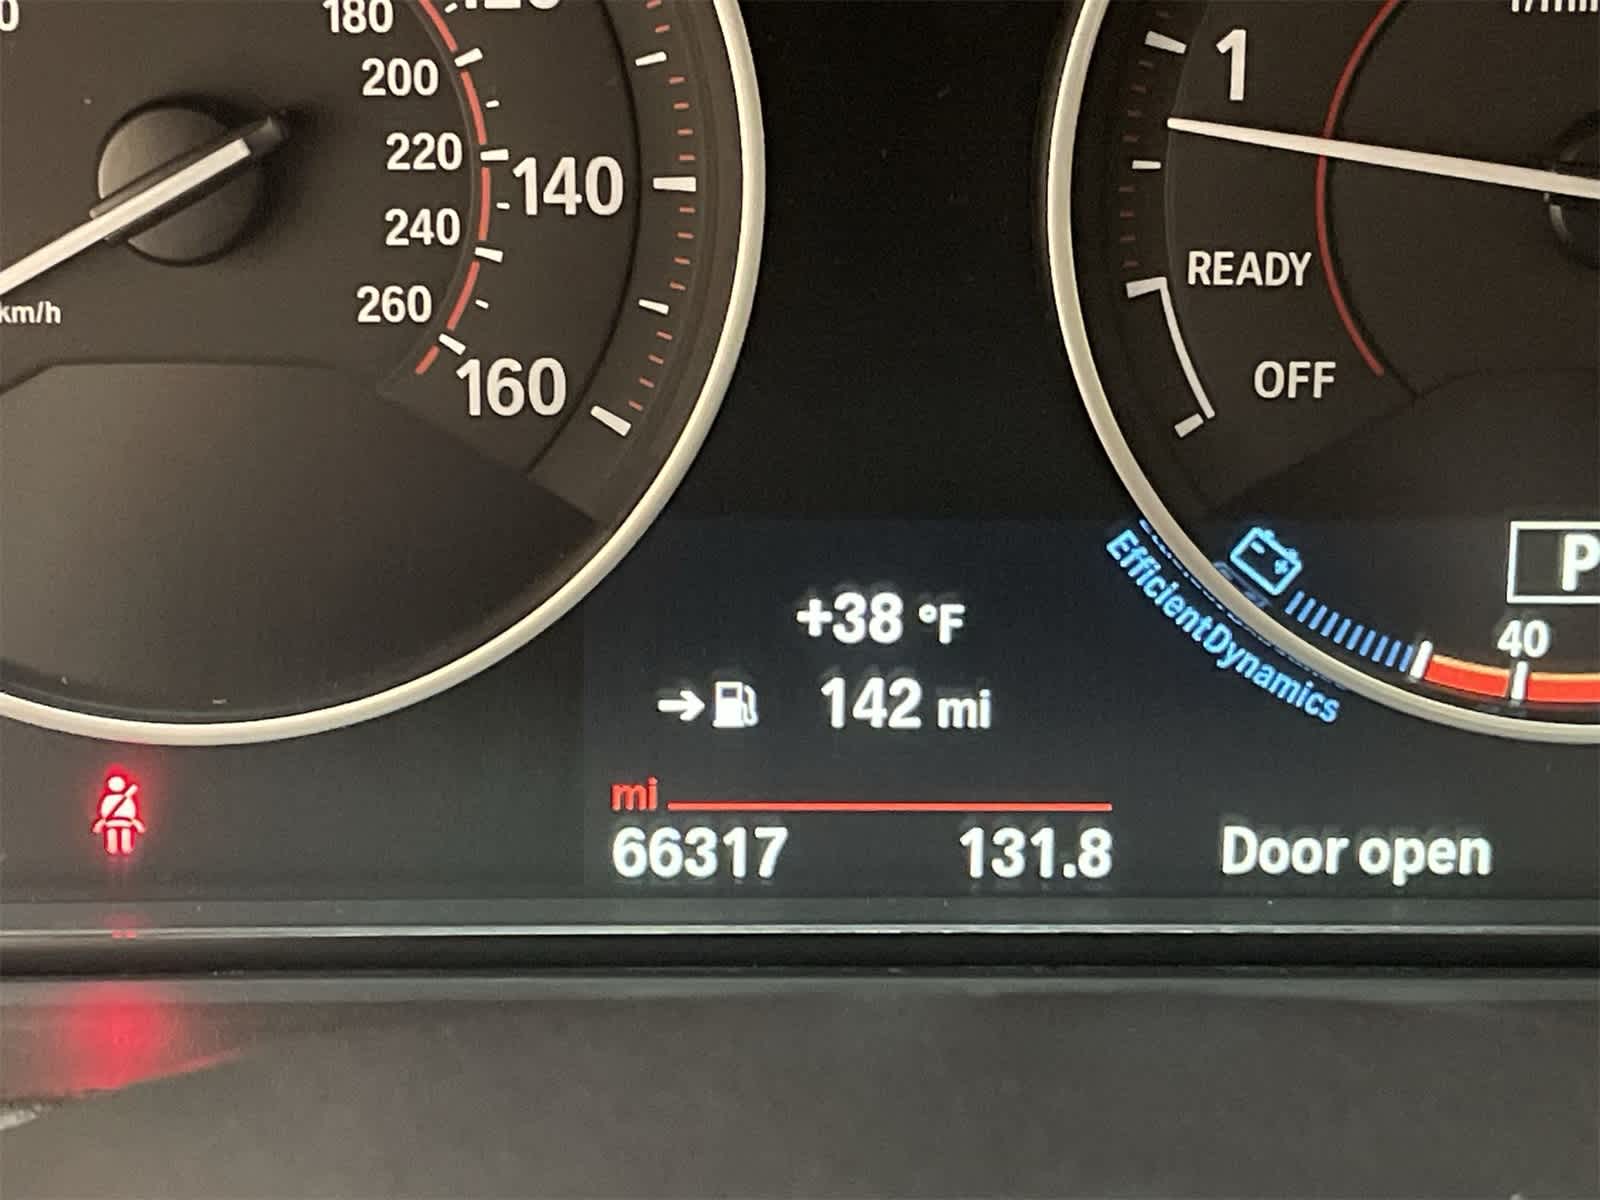 180
200
220
240
260
km/h
140
160
1
READY
OFF
P
40
EfficientDynamics
+38 °F
→ 142 mi
mi
66317 131.8
Door open